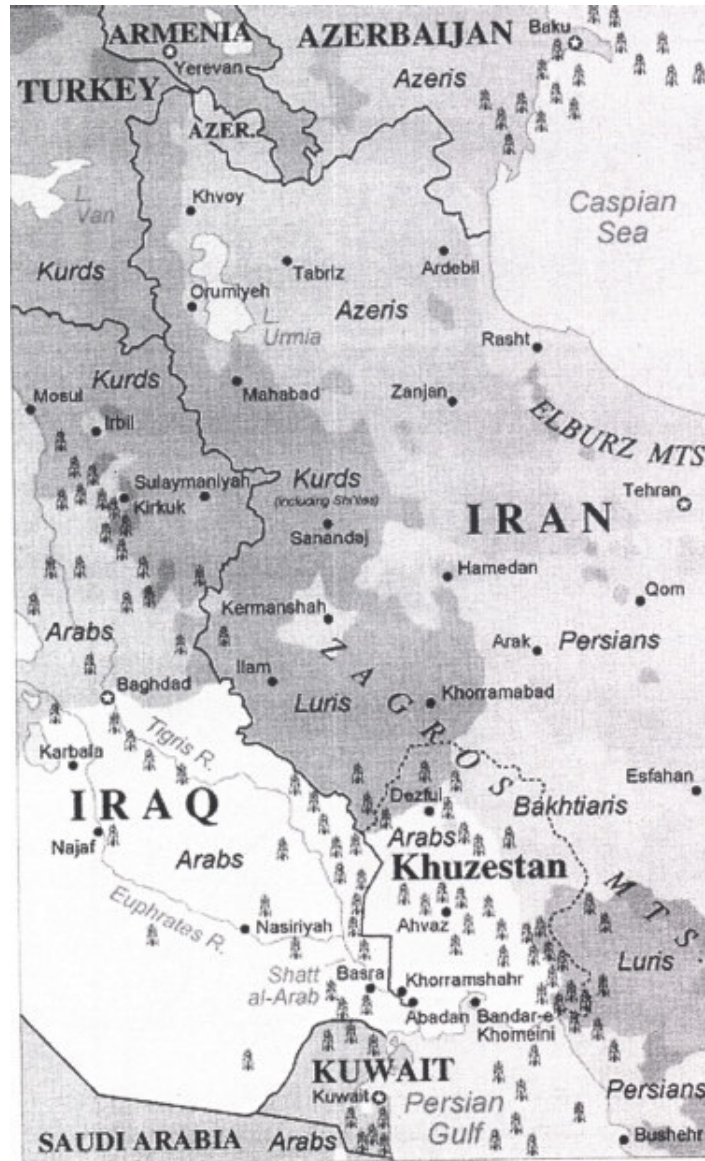 ARMENIA
AZERBAIJAN
Baku
Yerevan
Azeris
TURKEY
AZER.
L.
Van
Khvoy
Caspian
Sea
Kurds
Tabriz
Ardebil
Orumiyeh
Azeris
L.
Urmia
Rasht
Kurds
Mahabad
Zanjan
Mosul
Irbil
ELBURZ MTS
Sulaymaniyah
Kirkuk
Kurds
(including Shi'ites)
Sanandaj
IRAN
Tehran
Hamedan
Qom
Kermanshah
Arabs
Arak
Persians
ZAGROS
Ilam
Luris
Khorramabad
Baghdad
Tigris R.
Karbala
Esfahan
IRAQ
Dezful
Bakhtiaris
Najaf
Arabs
Arabs
Khuzestan
MTS.
Euphrates R.
Nasiriyah
Ahvaz
Luris
Shatt
al-Arab
Basra
Khorramshahr
Abadan
Bandar-e
Khomeini
KUWAIT
Kuwait
Persian
Gulf
Persians
SAUDI ARABIA
Arabs
Bushehr